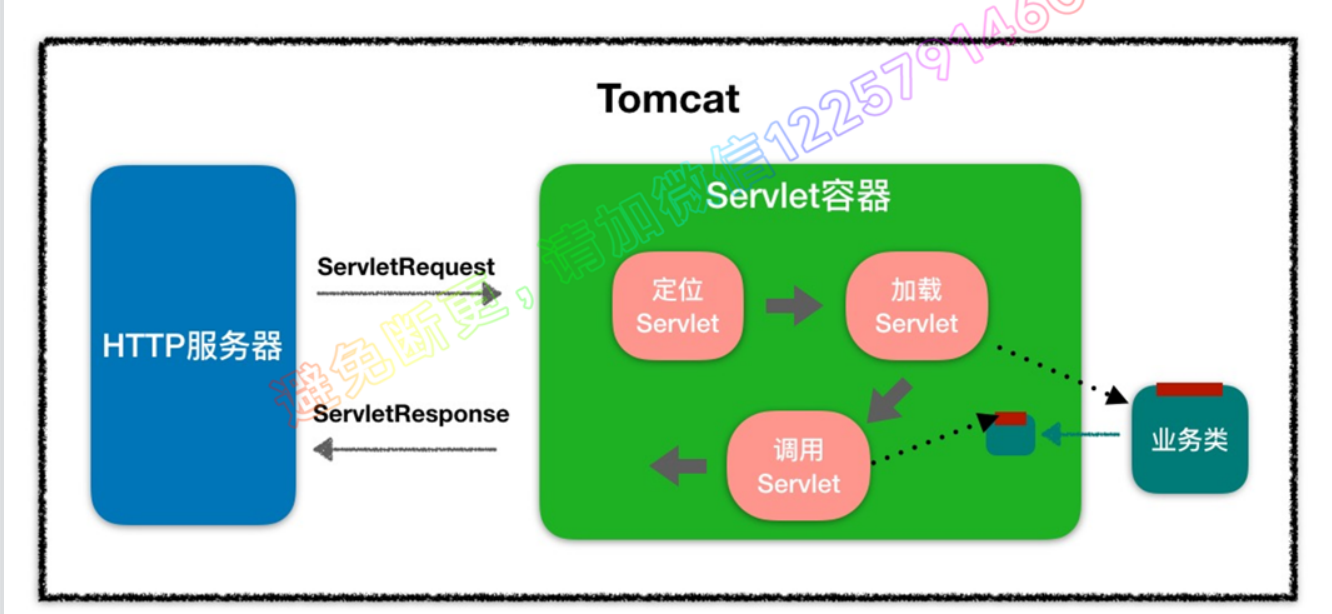 Tomcat
避免断更，请加微信1225791460
Servlet容器
HTTP服务器
ServletRequest
ServletResponse
定位
Servlet
加载
Servlet
调用
Servlet
业务类